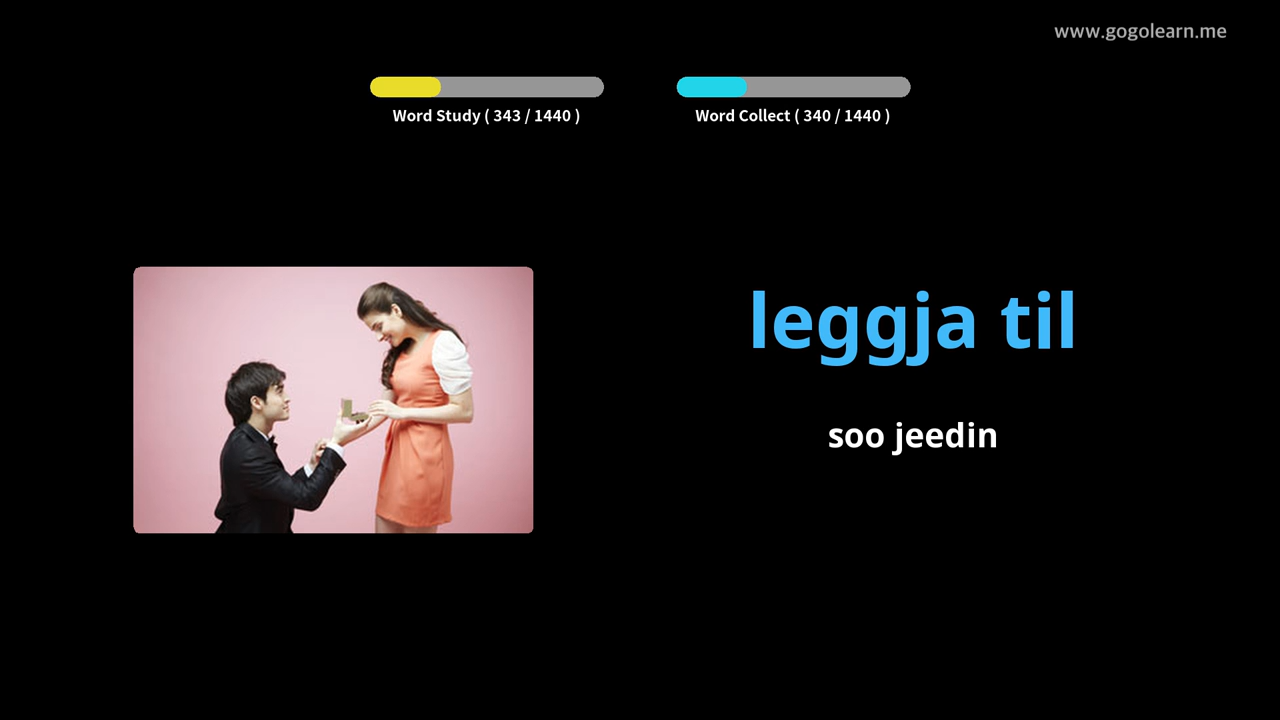 www.gogolearn.me
Word Study ( 343 / 1440 )
Word Collect ( 340 / 1440 )
leggja til
soo jeedin